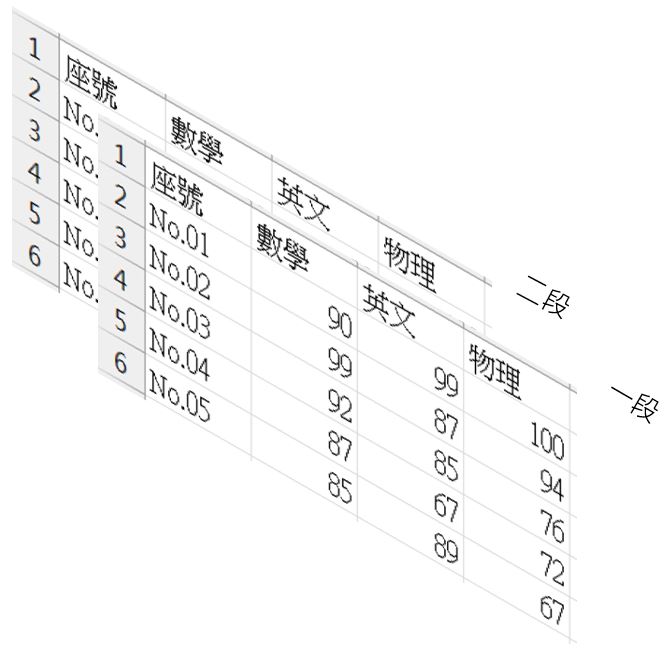 1 座號 數學 英文 物理
2 No.
3 No.
4 No.
5 No.
6 No.
二段
1 座號 數學 英文 物理
2 No.01 90 99 100
3 No.02 99 87 94
4 No.03 92 85 76
5 No.04 87 67 72
6 No.05 85 89 67
一段